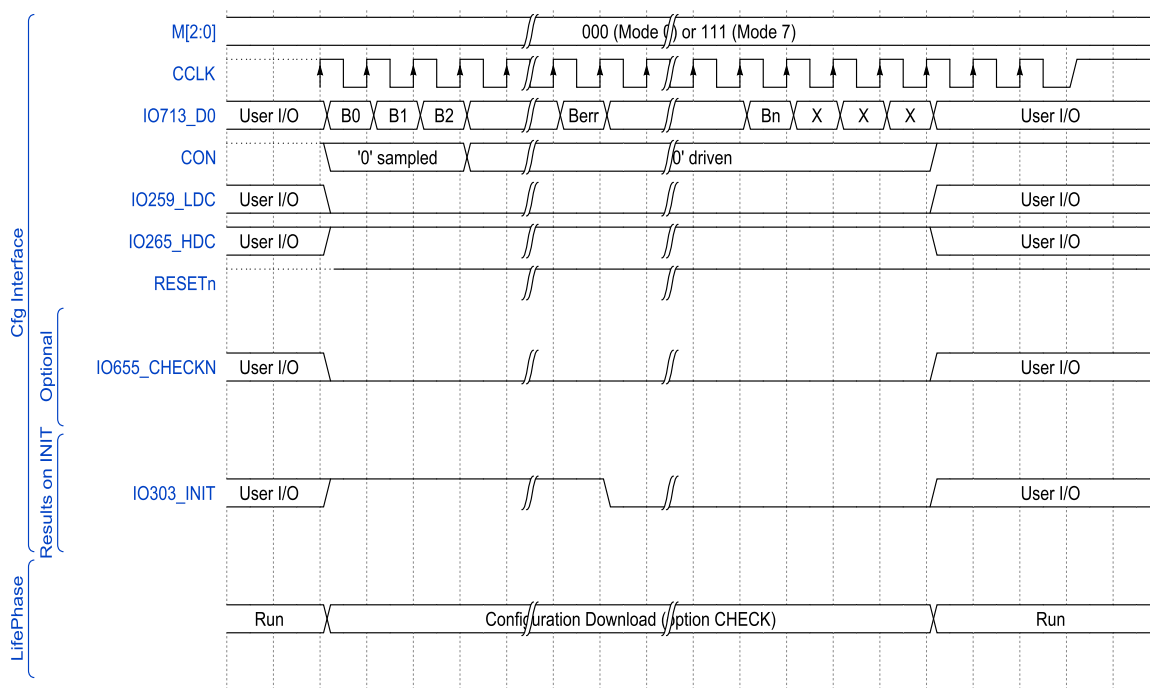 M[2:0] 000 (Mode 0) or 111 (Mode 7)
CCLK
IO713_D0 User I/O B0 B1 B2 Berr Bn X X X User I/O
CON '0' sampled '0' driven
IO259_LDC User I/O User I/O
IO265_HDC User I/O User I/O
RESETn
IO655_CHECKN User I/O User I/O
IO303_INIT User I/O User I/O
Run Configuration Download (option CHECK) Run
Cfg Interface
Optional
Results on INIT
LifePhase